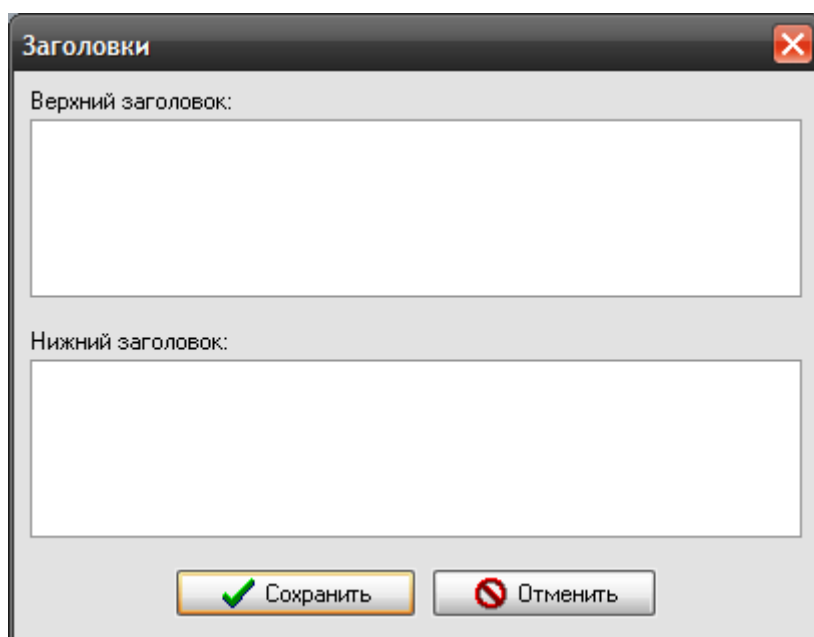 Заголовки
Верхний заголовок:
Нижний заголовок:
Сохранить
Отменить